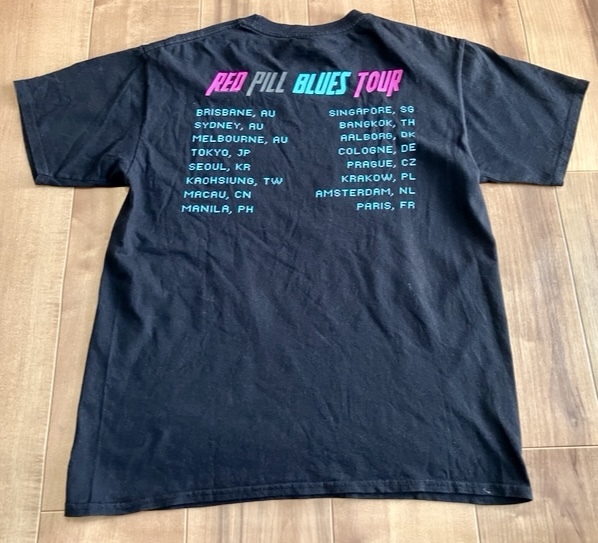 RED PILL BLUES TOUR
BRISBANE, AU
SYDNEY, AU
MELBOURNE, AU
TOKYO, JP
SEOUL, KR
KAOHSIUNG, TW
MACAU, CN
MANILA, PH
SINGAPORE, SG
BANGKOK, TH
AALBORG, DK
COLOGNE, DE
PRAGUE, CZ
KRAKOW, PL
AMSTERDAM, NL
PARIS, FR